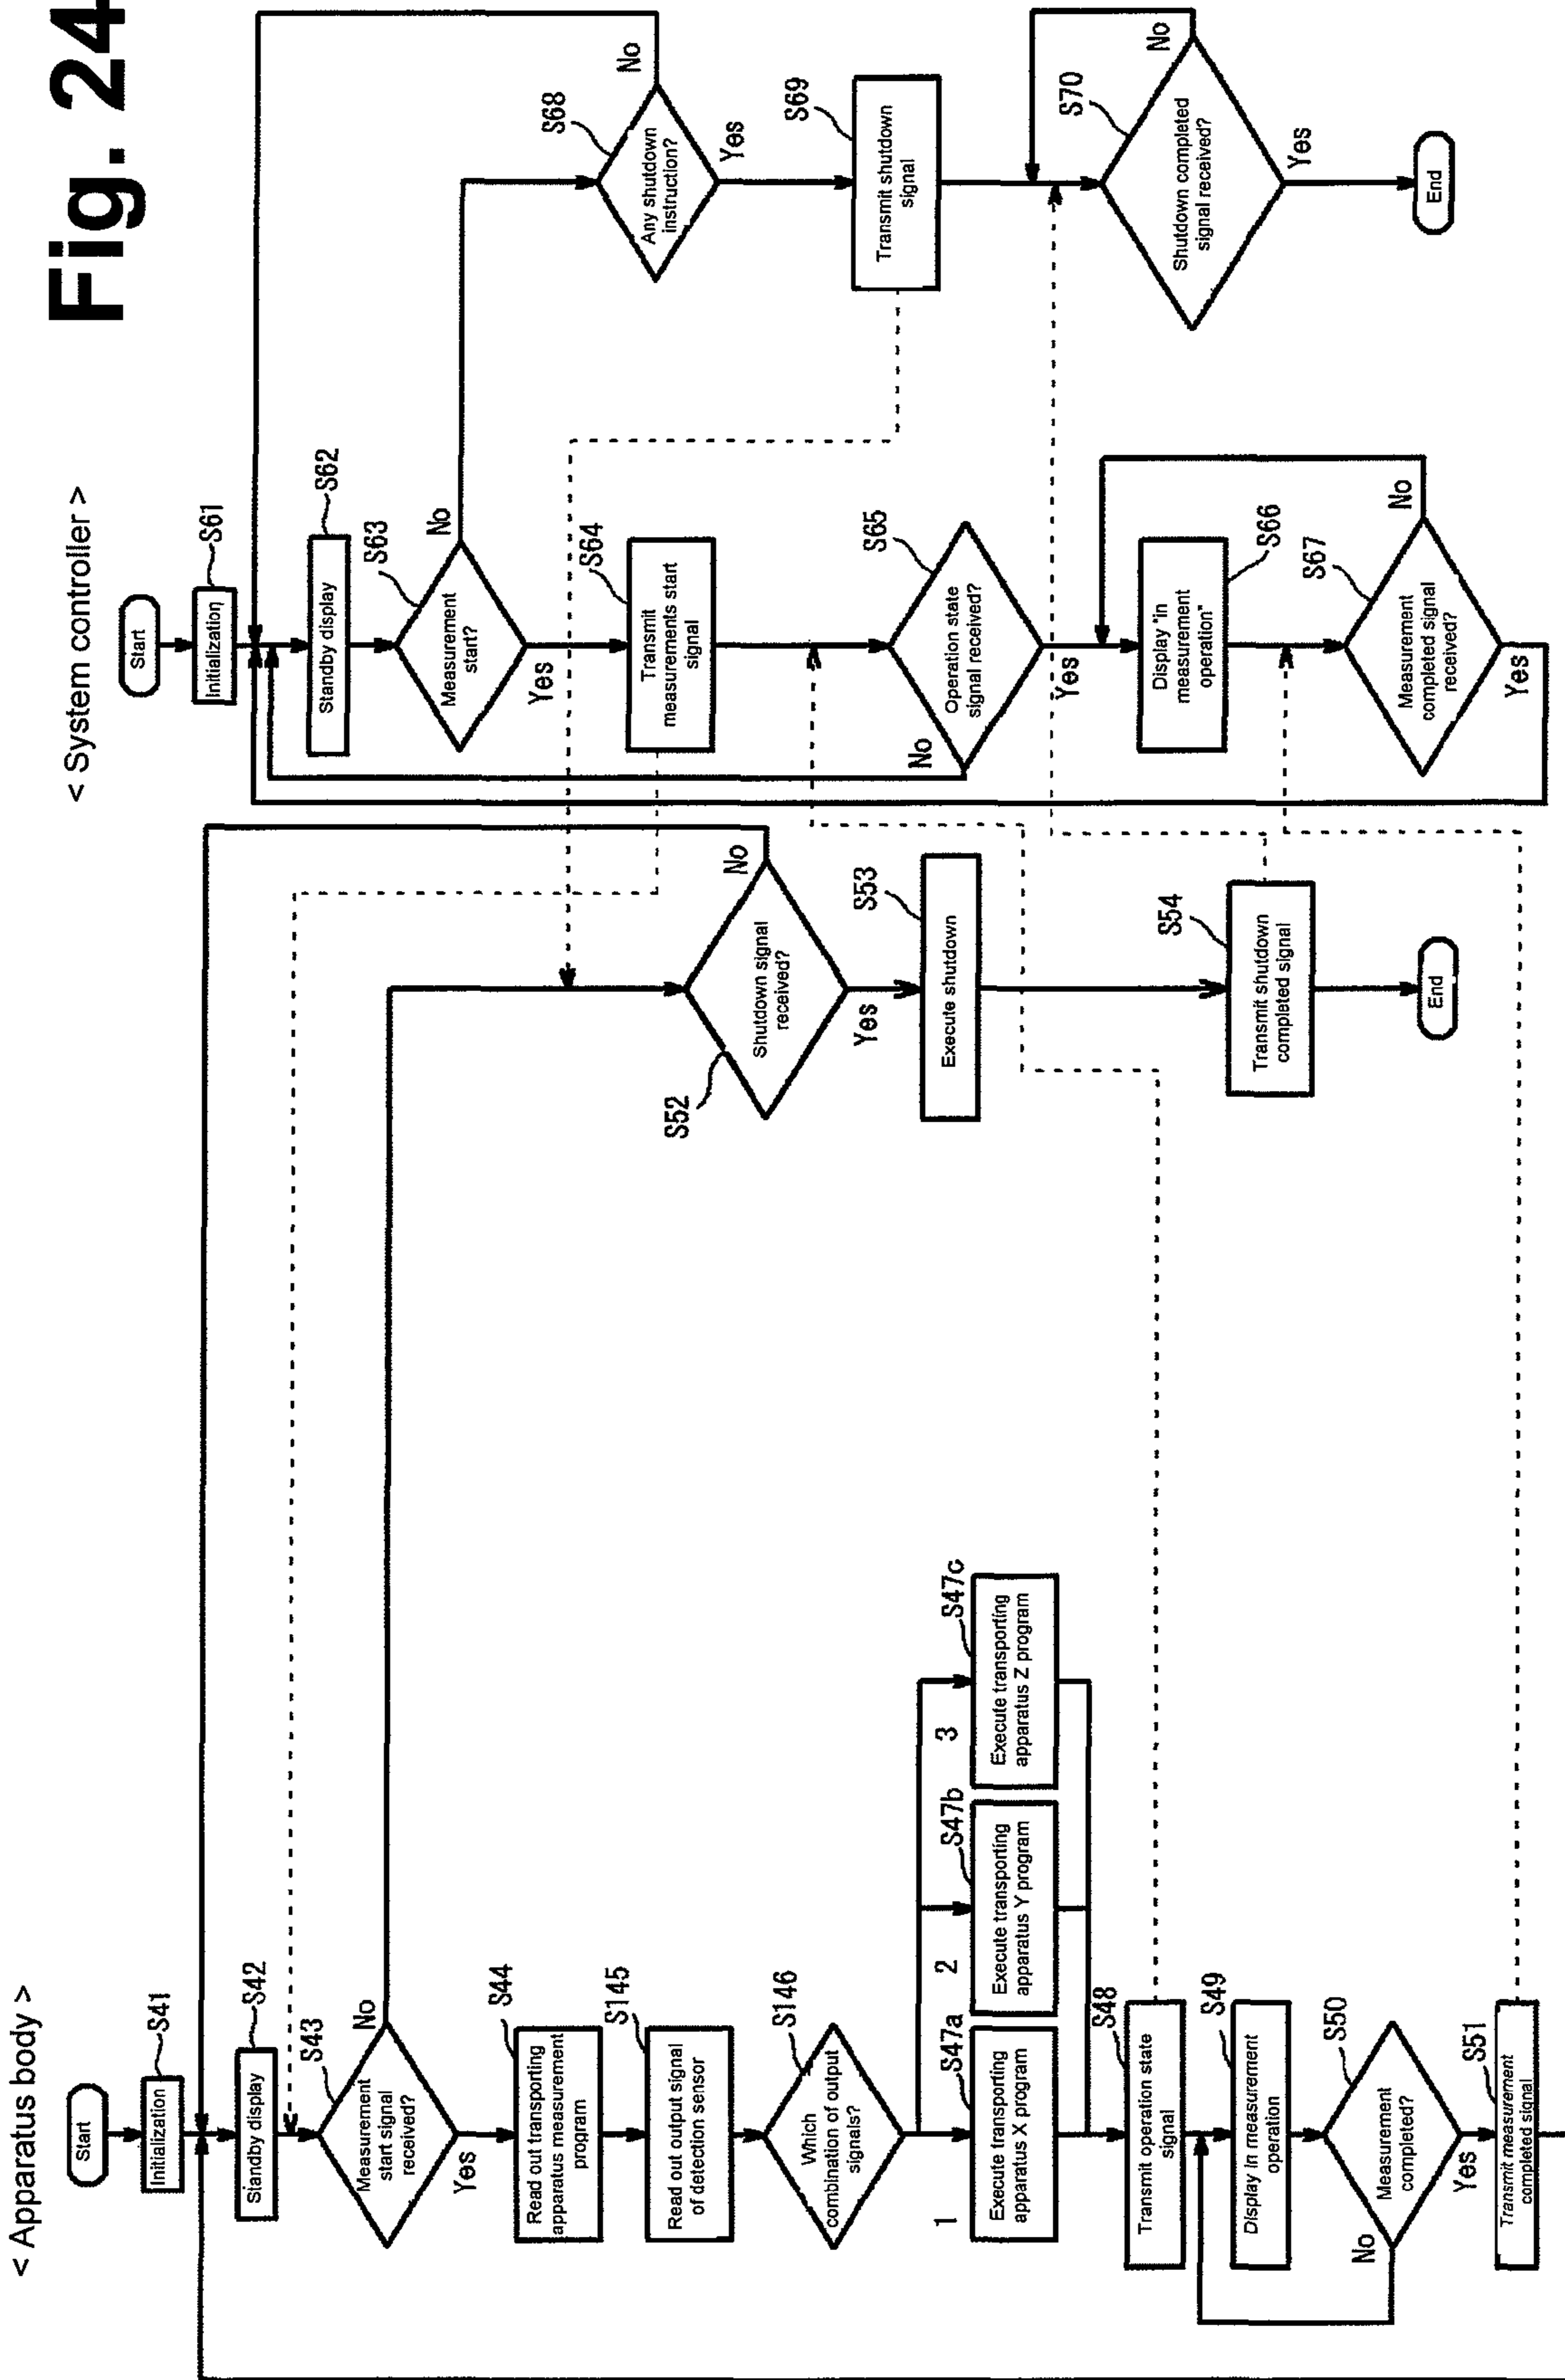 Fig. 24
< Apparatus body >
Start
Initialization
S41
Standby display
S42
Measurement
start signal
received?
S43
No
Yes
Read out transporting
apparatus measurement
program
S44
Read out output signal
of detection sensor
S145
Which
combination of output
signals?
S146
1
Execute transporting
apparatus X program
S47a
2
Execute transporting
apparatus Y program
S47b
3
Execute transporting
apparatus Z program
S47c
Transmit operation state
signal
S48
Display in measurement
operation
S49
Measurement
completed?
S50
No
Yes
Transmit measurement
completed signal
S51
Shutdown signal
received?
S52
No
Yes
Execute shutdown
S53
Transmit shutdown
completed signal
S54
End
< System controller >
Start
Initialization
S61
Standby display
S62
Measurement
start?
S63
No
Yes
Transmit
measurements start
signal
S64
Operation state
signal received?
S65
No
Yes
Display "in
measurement
operation"
S66
Measurement
completed signal
received?
S67
No
Yes
Any shutdown
instruction?
S68
No
Yes
Transmit shutdown
signal
S69
Shutdown completed
signal received?
S70
No
Yes
End